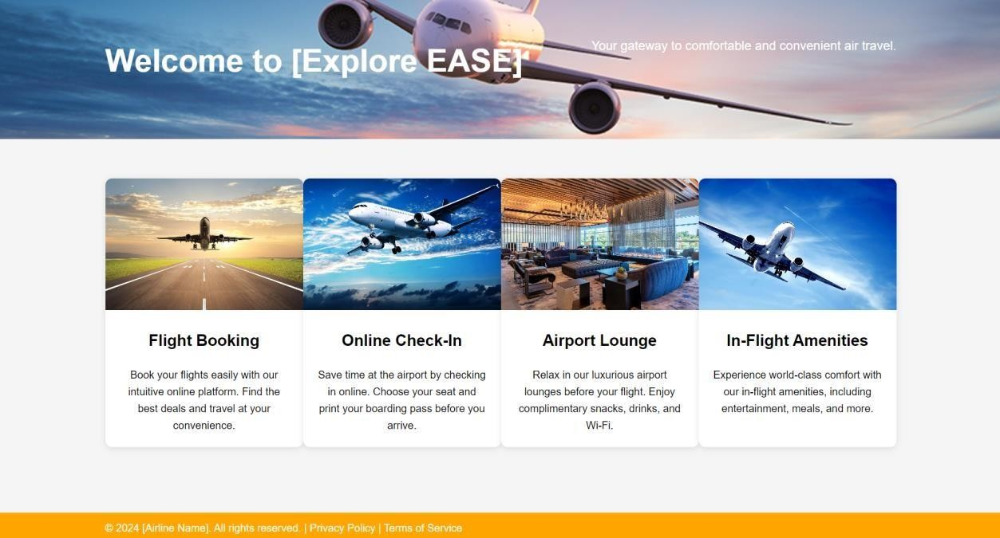 Welcome to [Explore EASE]
Your gateway to comfortable and convenient air travel.
Flight Booking
Book your flights easily with our
intuitive online platform. Find the
best deals and travel at your
convenience.
Online Check-In
Save time at the airport by checking
in online. Choose your seat and
print your boarding pass before you
arrive.
Airport Lounge
Relax in our luxurious airport
lounges before your flight. Enjoy
complimentary snacks, drinks, and
Wi-Fi.
In-Flight Amenities
Experience world-class comfort with
our in-flight amenities, including
entertainment, meals, and more.
© 2024 [Airline Name]. All rights reserved. | Privacy Policy | Terms of Service